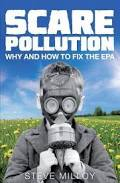 SCARE
POLLUTION
WHY AND HOW TO FIX THE EPA
STEVE MILLOY